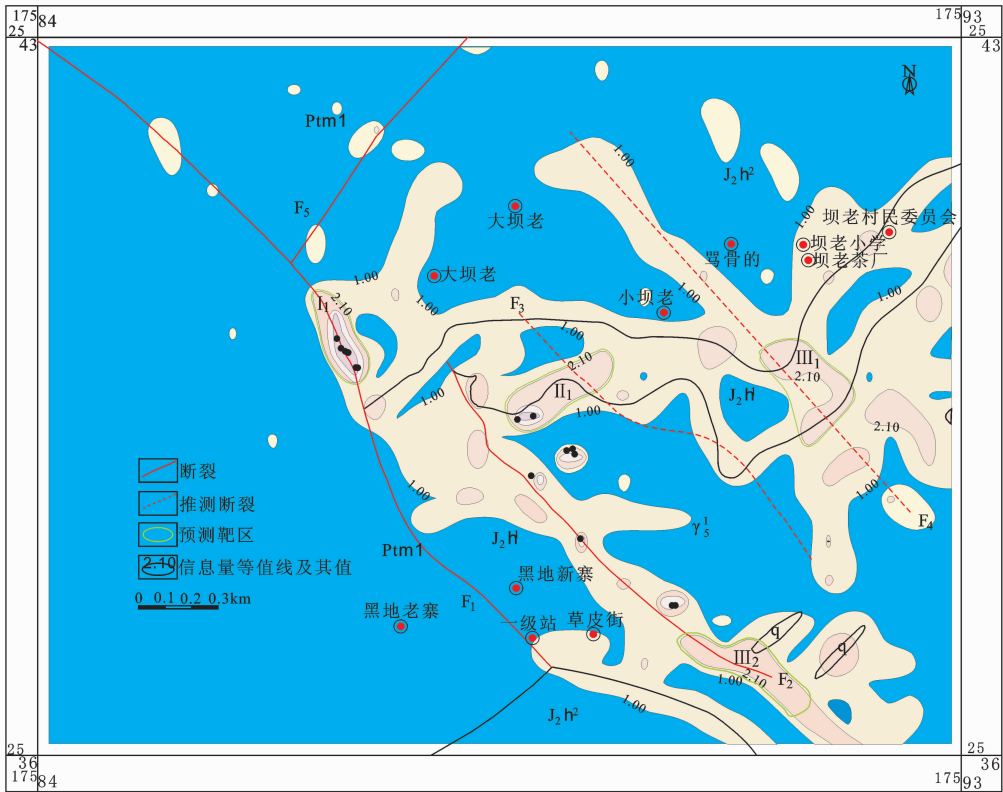 175 84
175 93
25
25
43
43
N
Ptm1
J₂h²
F₅
1.00
1.00
坝老村民委员会
大坝老
骂骨的
坝老小学
坝老茶厂
大坝老
1.00
1.00
1.00
小坝老
1.00
F₃
Ⅰ₁
2.10
1.00
2.10
Ⅲ₁
2.10
Ⅱ₁
1.00
1.00
J₂h¹
2.10
断裂
1.00
1.00
推测断裂
F₄
预测靶区
J₂h¹
γ₅¹
Ptm1
2.10
信息量等值线及其值
黑地新寨
0 0.1 0.2 0.3km
F₁
黑地老寨
一级站
草皮街
q
q
Ⅲ₂
1.00
2.10
F₂
1.00
J₂h²
25
25
36
36
175 84
175 93